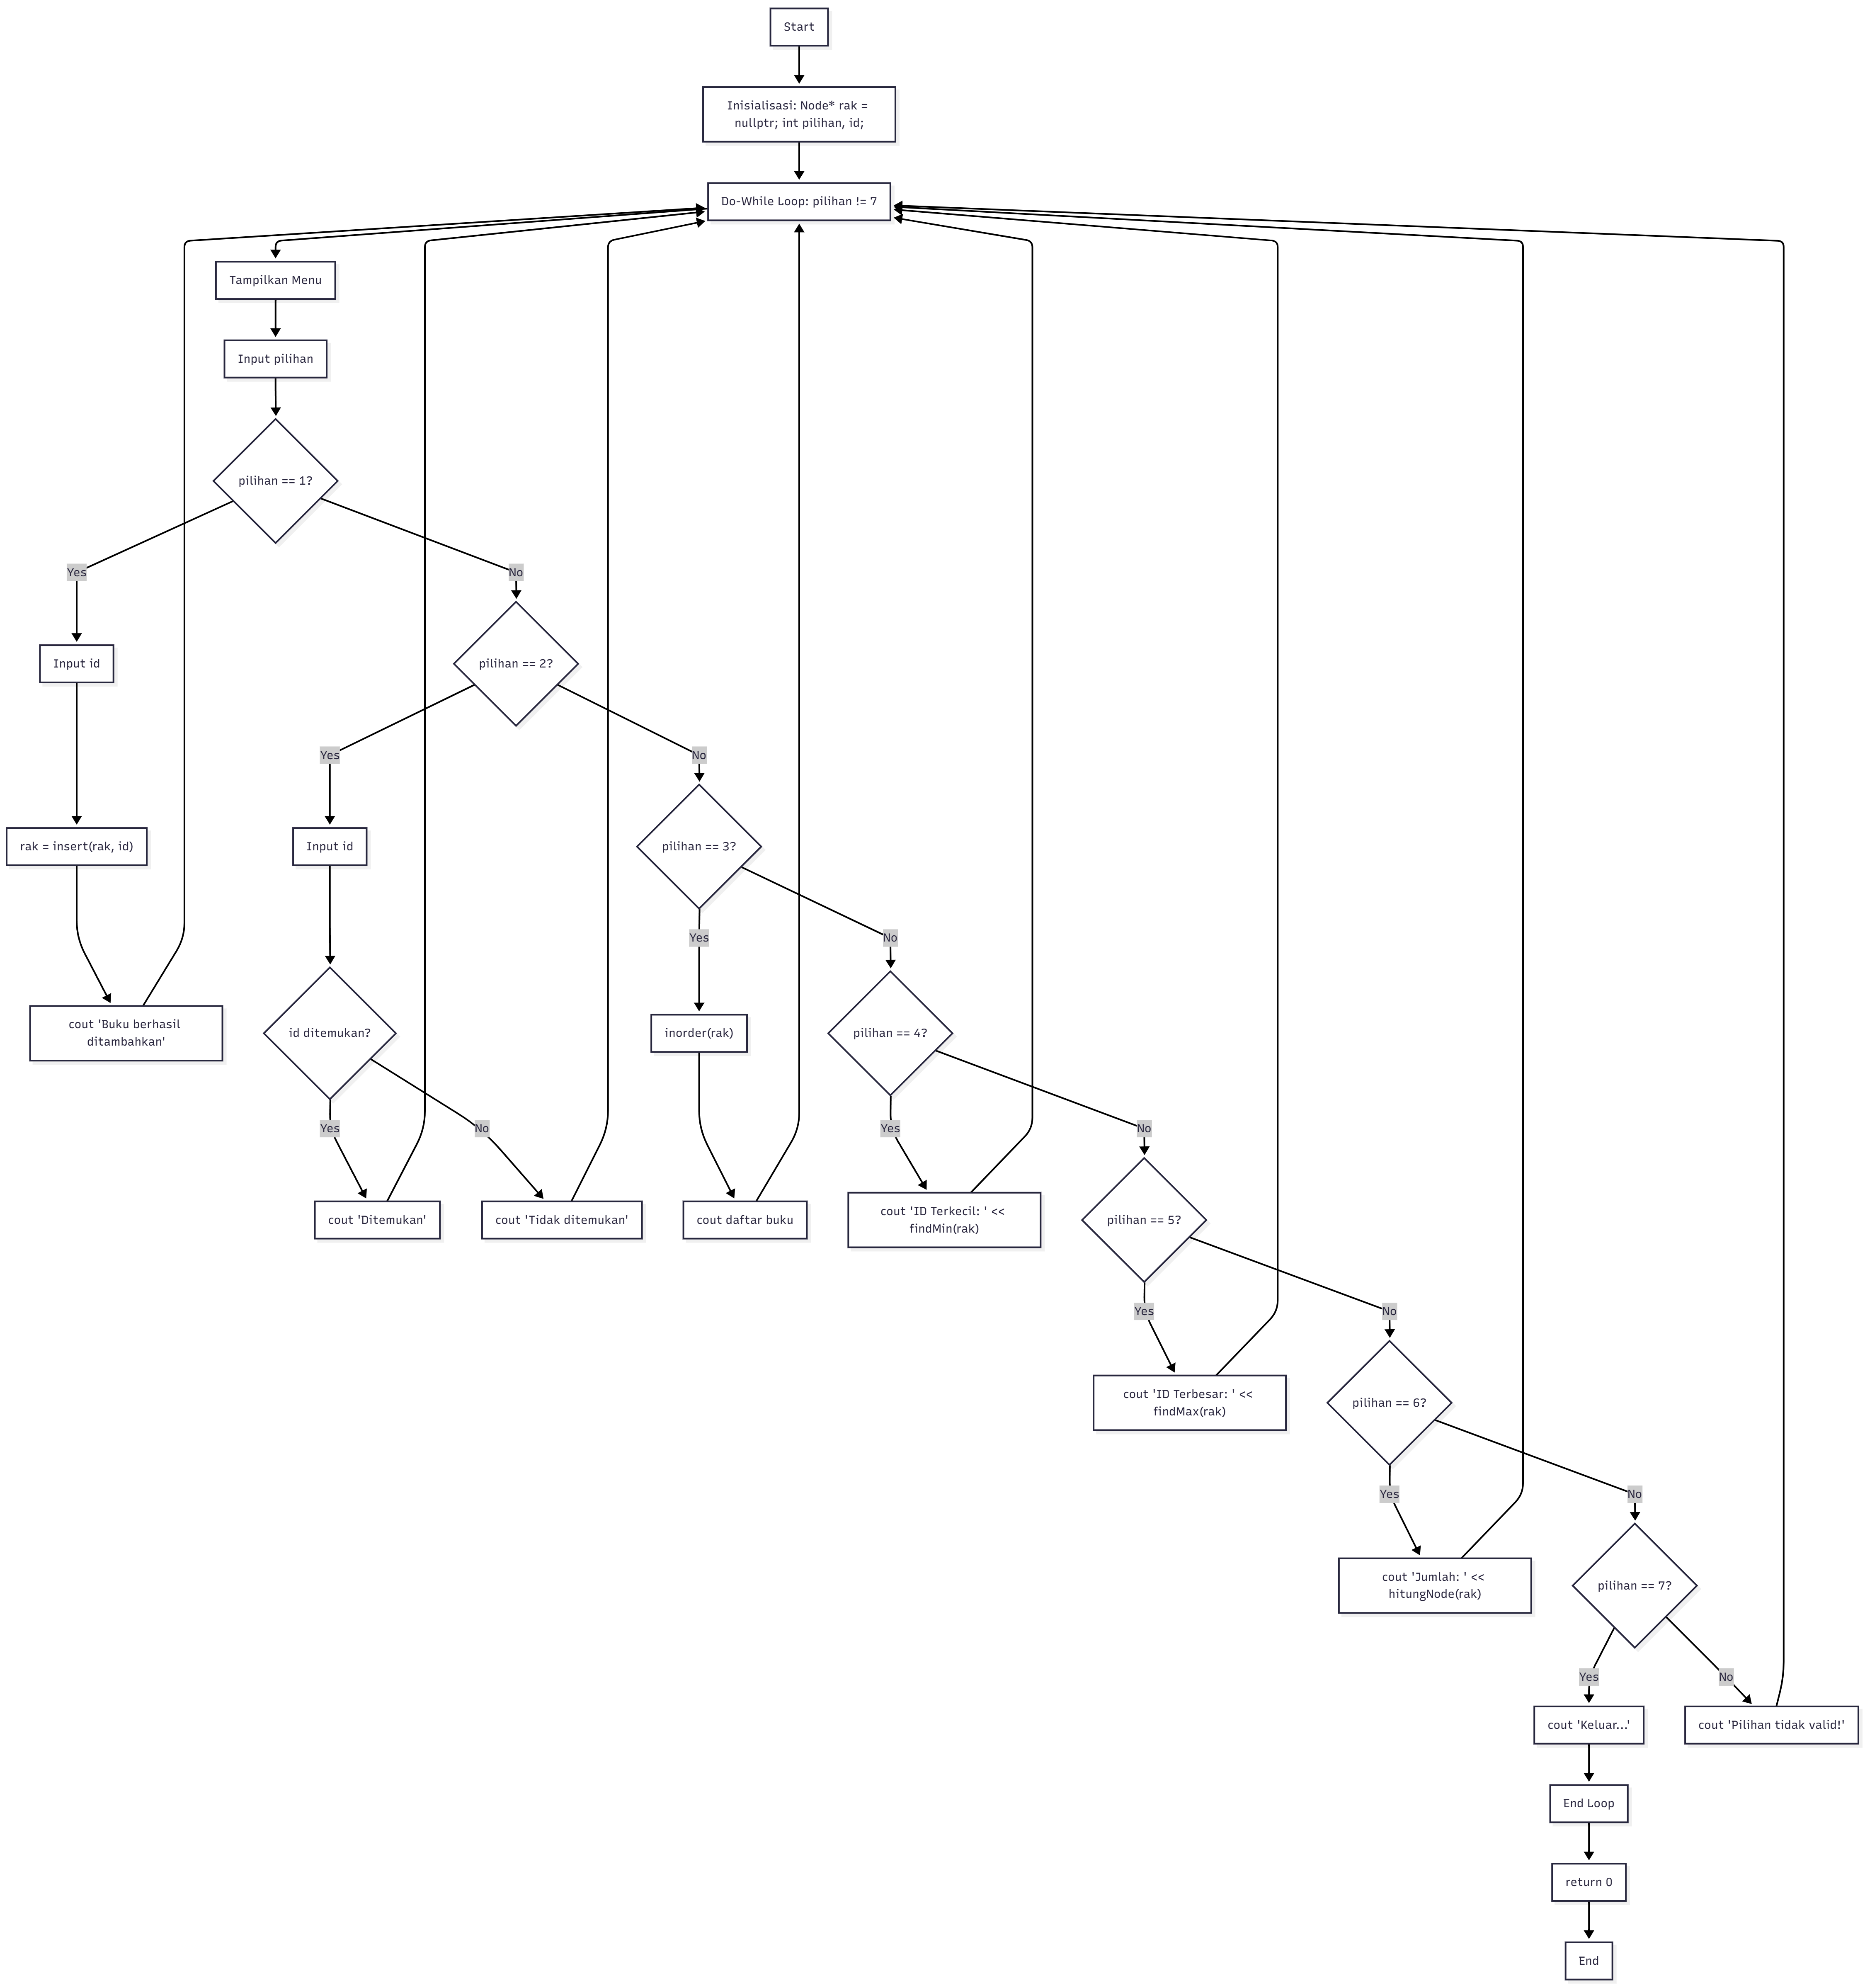 Start
Inisialisasi: Node* rak =
nullptr; int pilihan, id;
Do-While Loop: pilihan != 7
Tampilkan Menu
Input pilihan
pilihan == 1?
Yes
No
Input id
pilihan == 2?
Yes
No
rak = insert(rak, id)
Input id
pilihan == 3?
Yes
No
cout 'Buku berhasil
ditambahkan'
id ditemukan?
inorder(rak)
pilihan == 4?
Yes
No
Yes
No
cout 'Ditemukan'
cout 'Tidak ditemukan'
cout daftar buku
cout 'ID Terkecil: ' <<
findMin(rak)
pilihan == 5?
Yes
No
cout 'ID Terbesar: ' <<
findMax(rak)
pilihan == 6?
Yes
No
cout 'Jumlah: ' <<
hitungNode(rak)
pilihan == 7?
Yes
No
cout 'Keluar...'
cout 'Pilihan tidak valid!'
End Loop
return 0
End